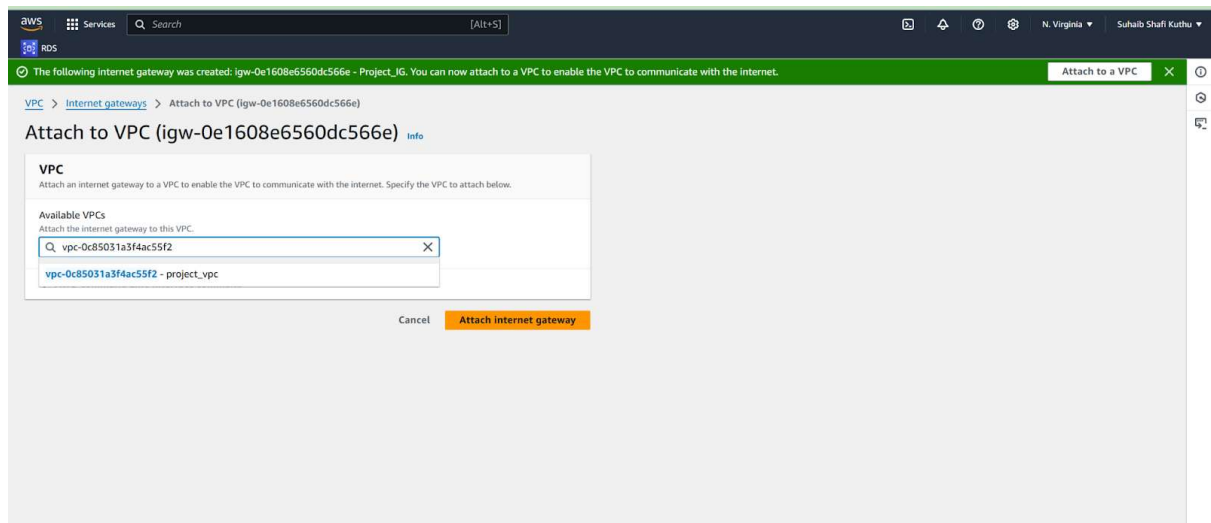 aws Services Search [Alt+S] N. Virginia Suhaib Shafi Kuthu
RDS
The following internet gateway was created: igw-0e1608e6560dc566e - Project_IG. You can now attach to a VPC to enable the VPC to communicate with the internet. Attach to a VPC
VPC > Internet gateways > Attach to VPC (igw-0e1608e6560dc566e)
Attach to VPC (igw-0e1608e6560dc566e) Info
VPC
Attach an internet gateway to a VPC to enable the VPC to communicate with the internet. Specify the VPC to attach below.
Available VPCs
Attach the internet gateway to this VPC.
vpc-0c85031a3f4ac55f2
vpc-0c85031a3f4ac55f2 - project_vpc
Cancel Attach internet gateway